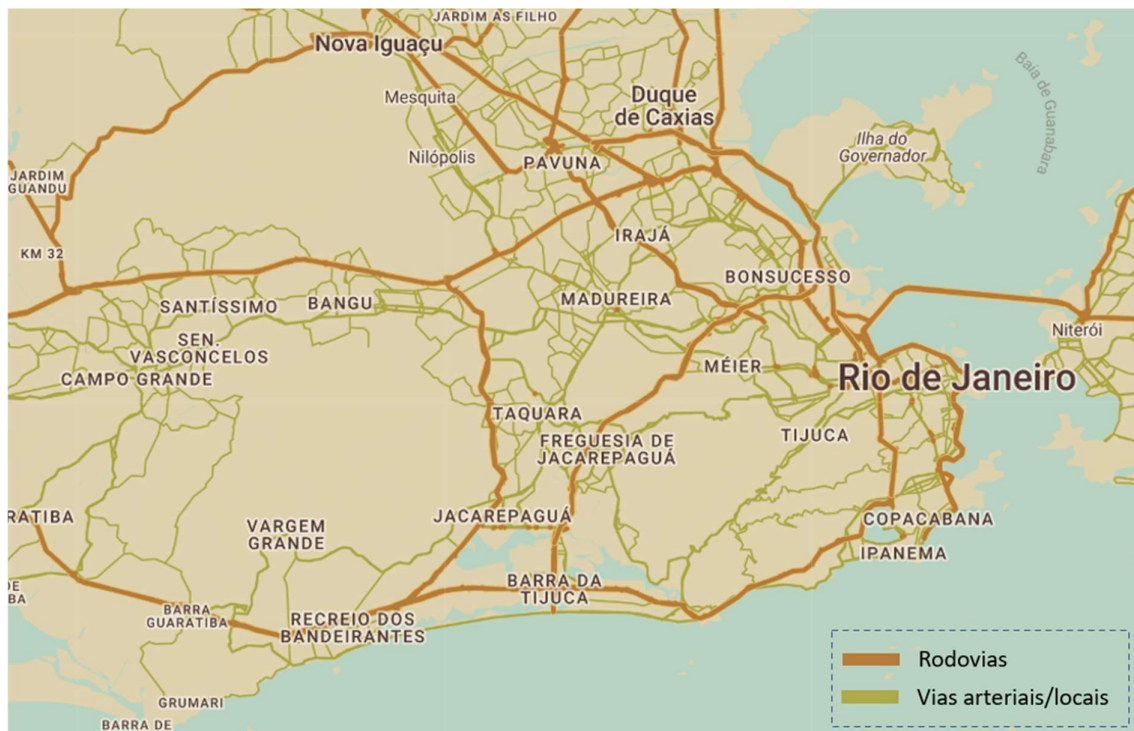 JARDIM AS FILHO
Nova Iguaçu
Mesquita
Duque
de Caxias
Baía de Guanabara
Ilha do
Governador
Nilópolis
PAVUNA
JARDIM
GUANDU
IRAJÁ
KM 32
BONSUCESSO
SANTÍSSIMO
BANGU
MADUREIRA
Niterói
SEN.
VASCONCELOS
MÉIER
CAMPO GRANDE
Rio de Janeiro
TAQUARA
TIJUCA
FREGUESIA DE
JACAREPAGUÁ
RATIBA
VARGEM
GRANDE
JACAREPAGUÁ
COPACABANA
IPANEMA
DE
BA
BARRA DA
TIJUCA
BARRA
GUARATIBA
RECREIO DOS
BANDEIRANTES
GRUMARI
BARRA DE
Rodovias
Vias arteriais/locais